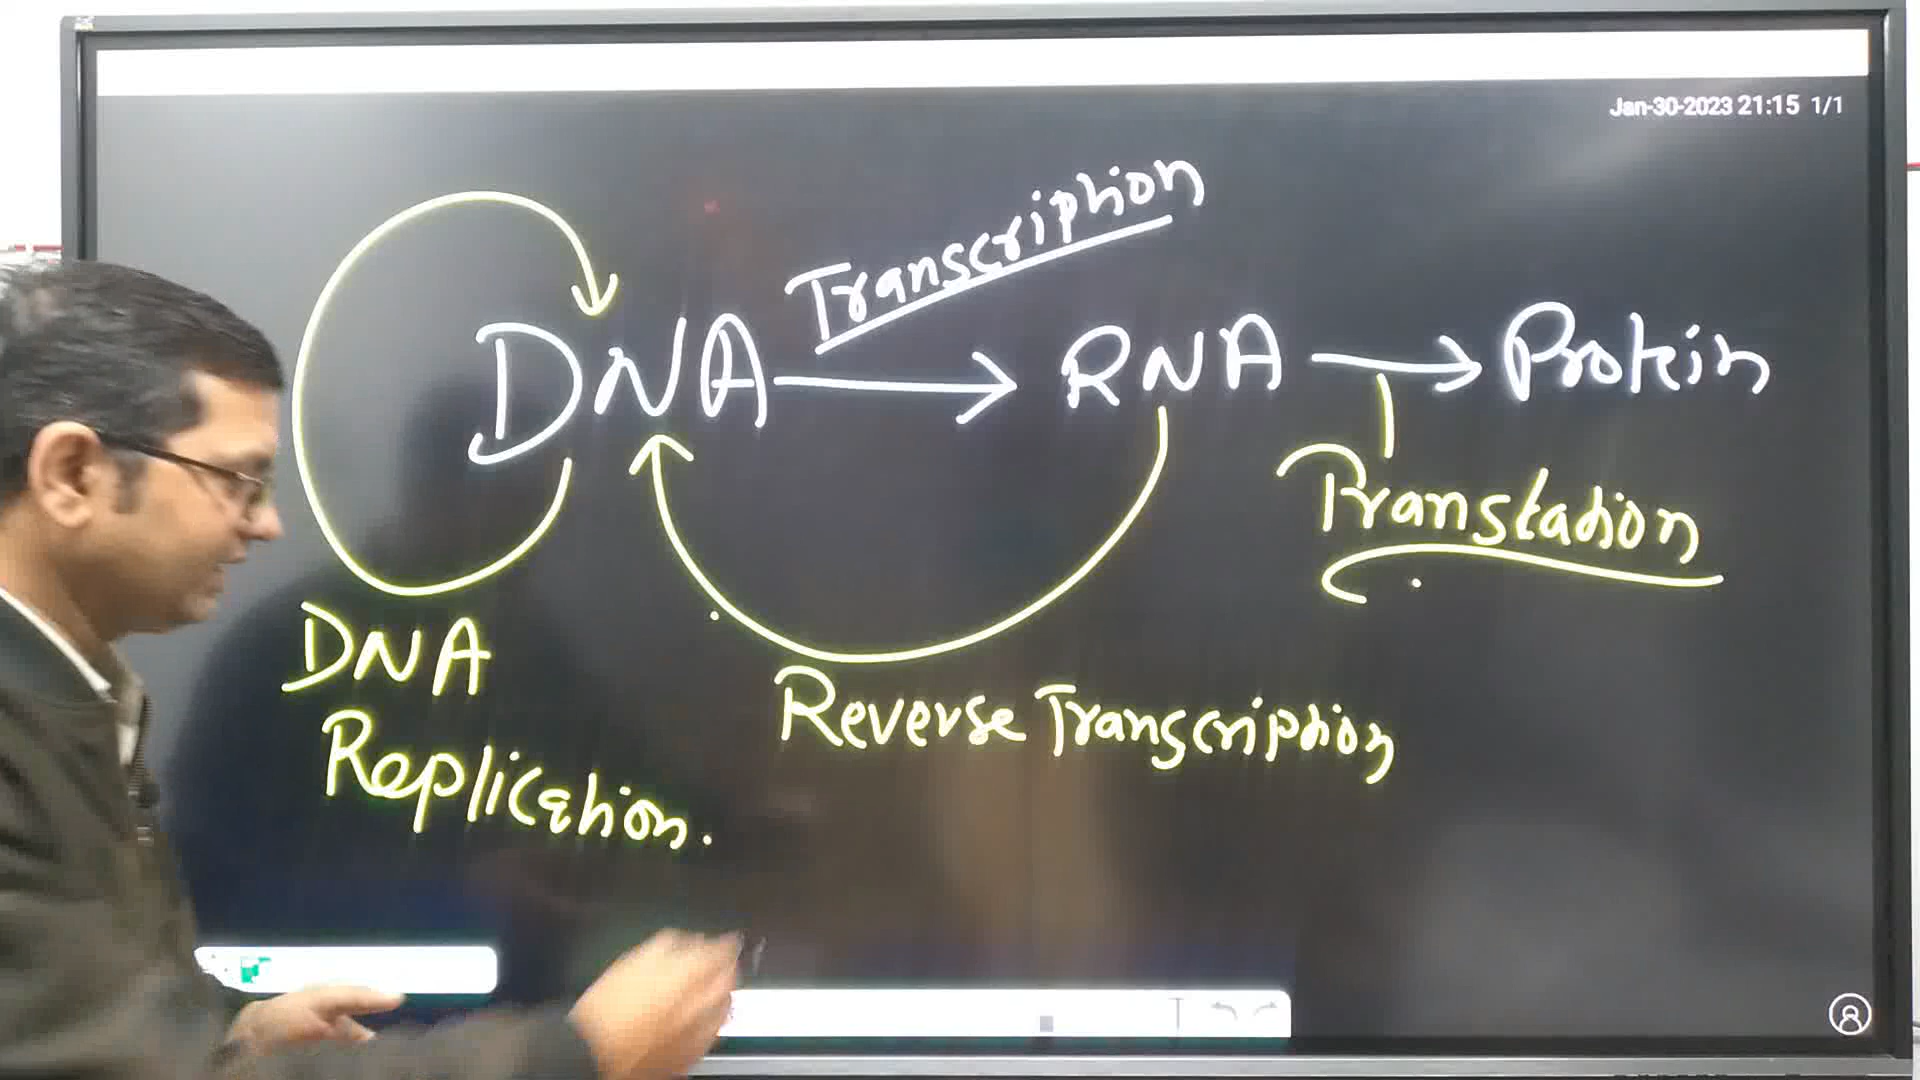 Jan-30-2023 21:15 1/1
Transcription
DNA → RNA → Protein
Translation
DNA
Replication.
Reverse Transcription